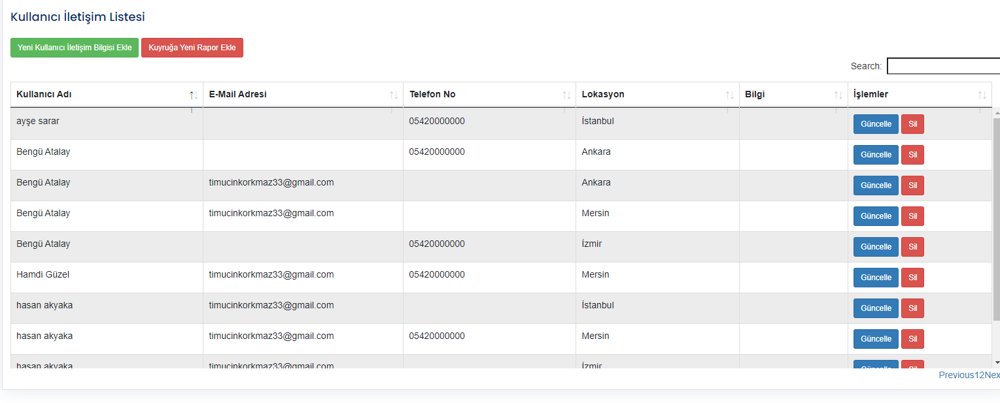 Kullanıcı İletişim Listesi
Yeni Kullanıcı İletişim Bilgisi Ekle Kuyruğa Yeni Rapor Ekle
Search:
Kullanıcı Adı E-Mail Adresi Telefon No Lokasyon Bilgi İşlemler
ayşe sarar 05420000000 İstanbul Güncelle Sil
Bengü Atalay 05420000000 Ankara Güncelle Sil
Bengü Atalay timucinkorkmaz33@gmail.com Ankara Güncelle Sil
Bengü Atalay timucinkorkmaz33@gmail.com Mersin Güncelle Sil
Bengü Atalay 05420000000 İzmir Güncelle Sil
Hamdi Güzel timucinkorkmaz33@gmail.com 05420000000 Mersin Güncelle Sil
hasan akyaka timucinkorkmaz33@gmail.com İstanbul Güncelle Sil
hasan akyaka timucinkorkmaz33@gmail.com 05420000000 Mersin Güncelle Sil
hasan akyaka timucinkorkmaz33@gmail.com İzmir Güncelle Sil
Previous12Nex